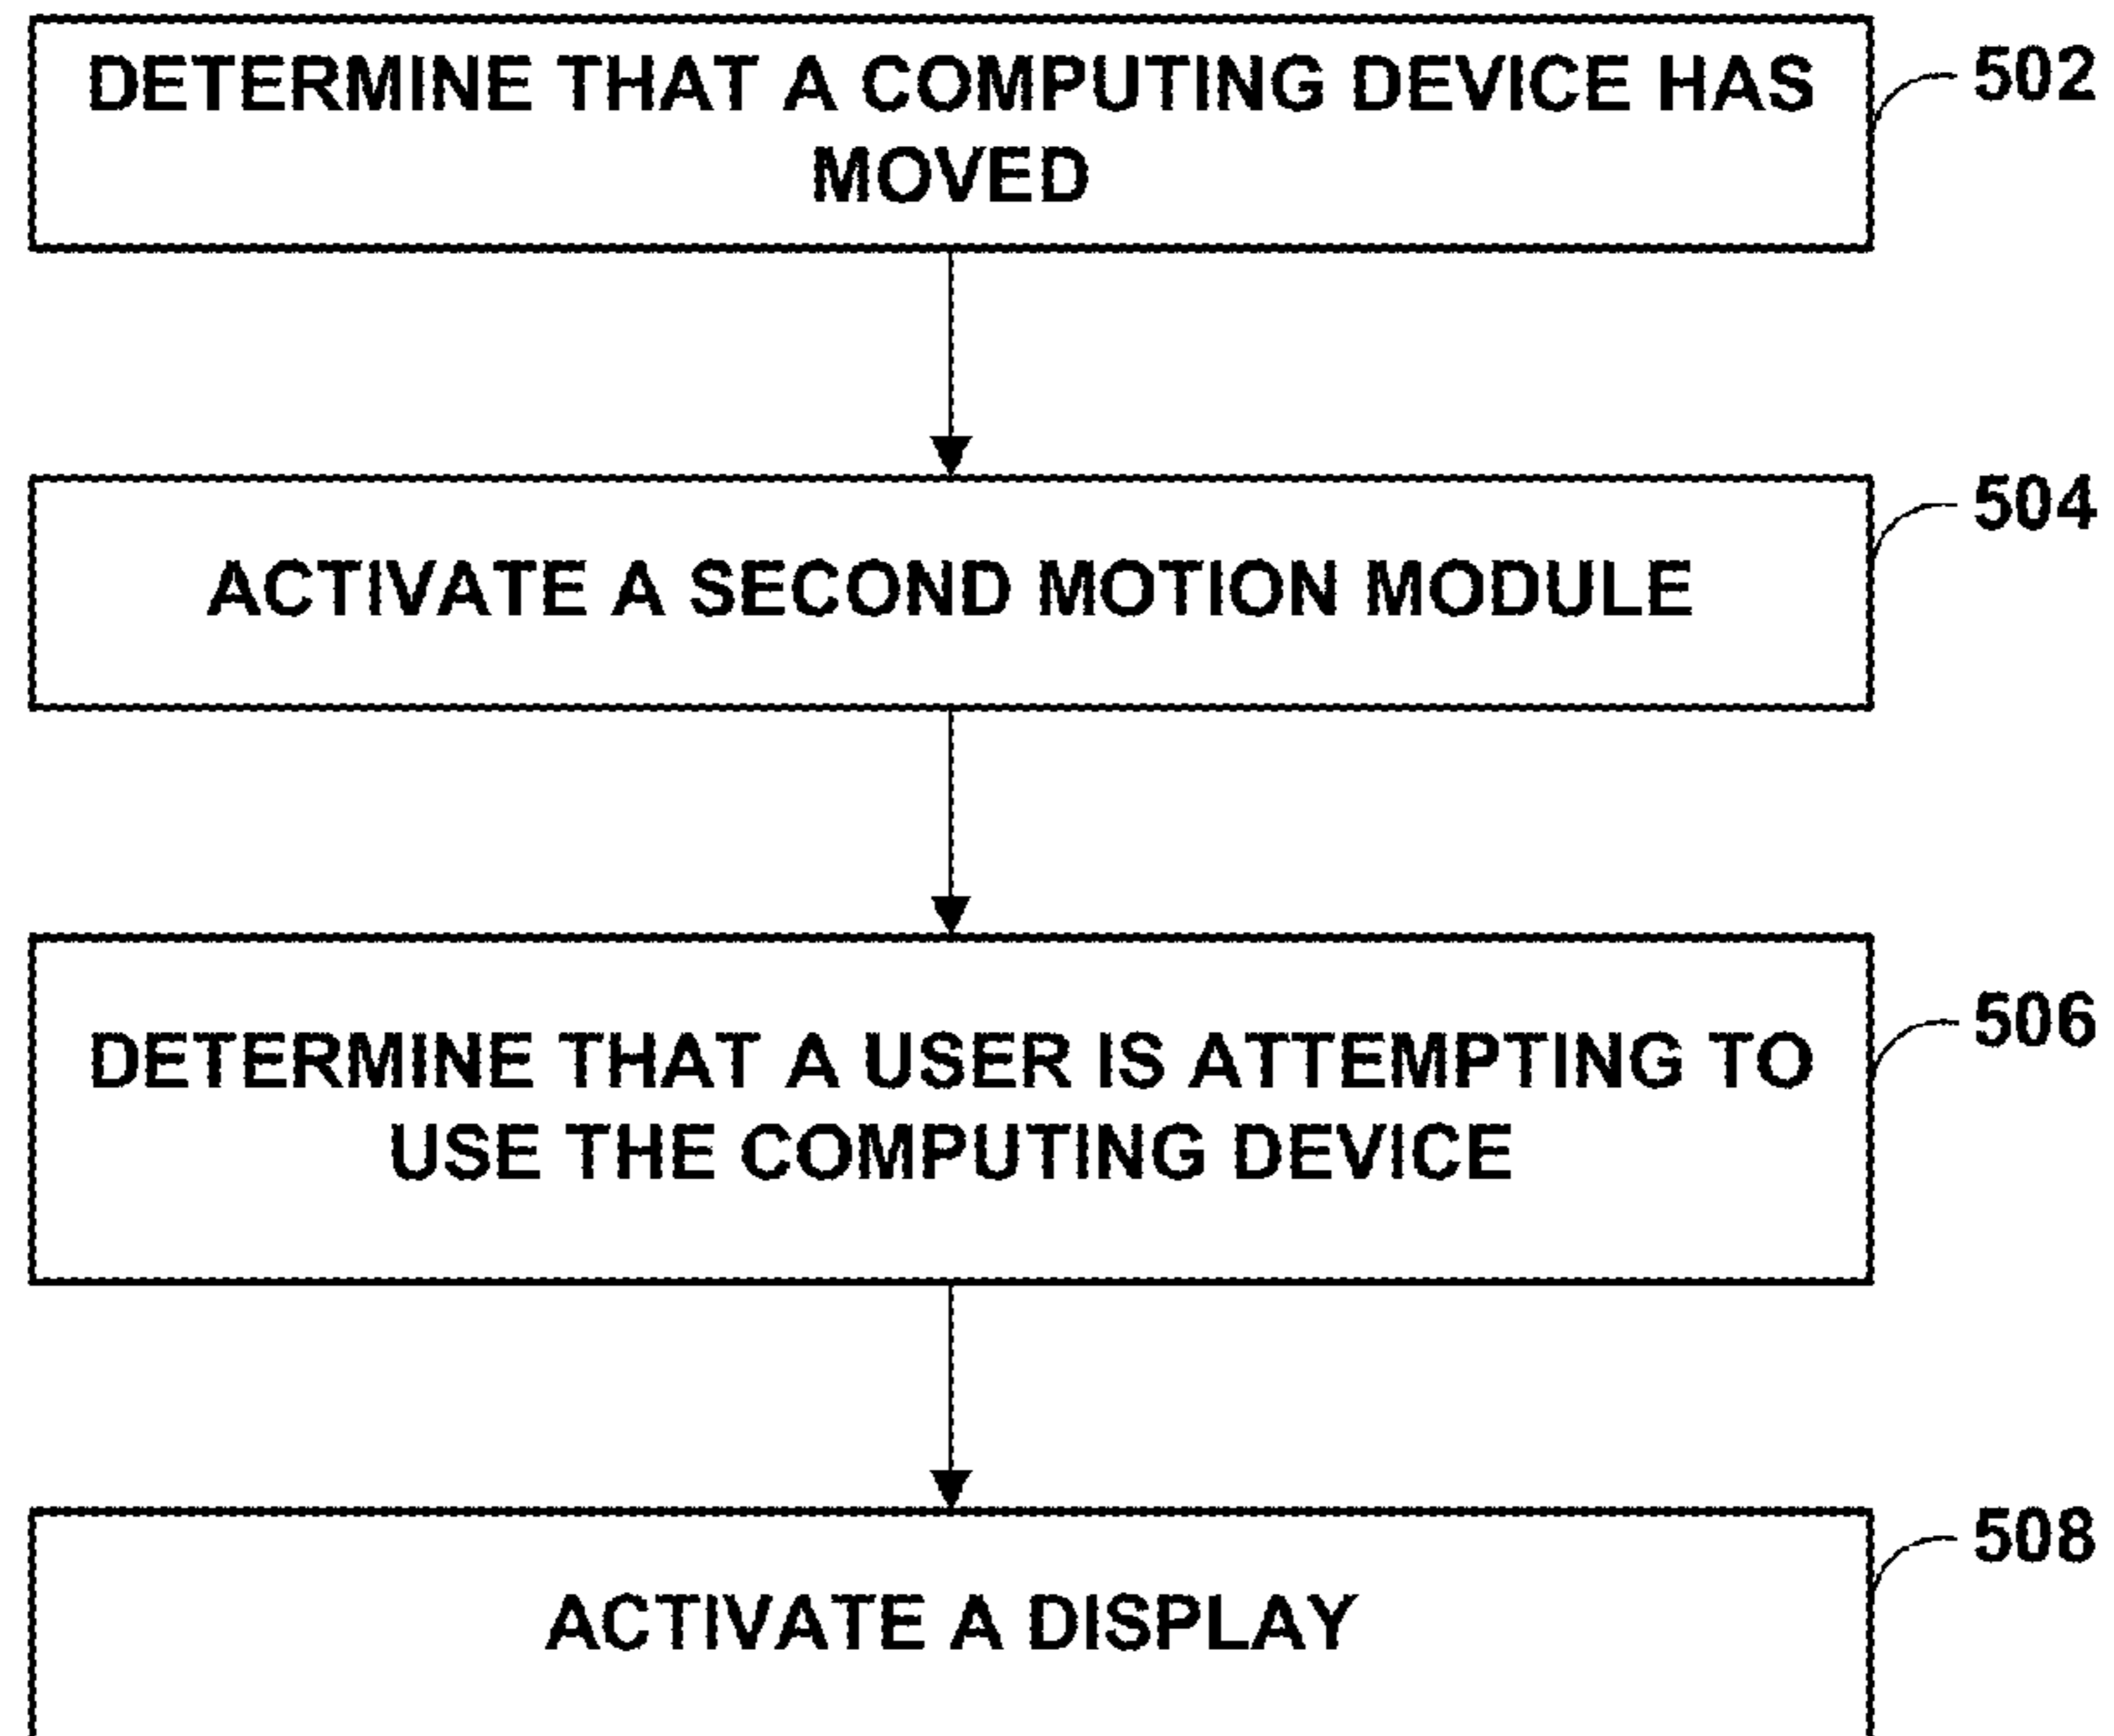 DETERMINE THAT A COMPUTING DEVICE HAS
MOVED
502
ACTIVATE A SECOND MOTION MODULE
504
DETERMINE THAT A USER IS ATTEMPTING TO
USE THE COMPUTING DEVICE
506
ACTIVATE A DISPLAY
508